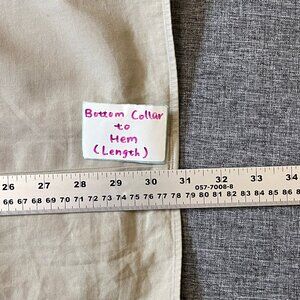 Bottom Collar
to
Hem
(Length)
26 27 28 29 30 31 32 33 34
057-7008-8
66 67 68 69 70 71 72 73 74 75 76 77 78 79 80 81 82 83 84 85 86